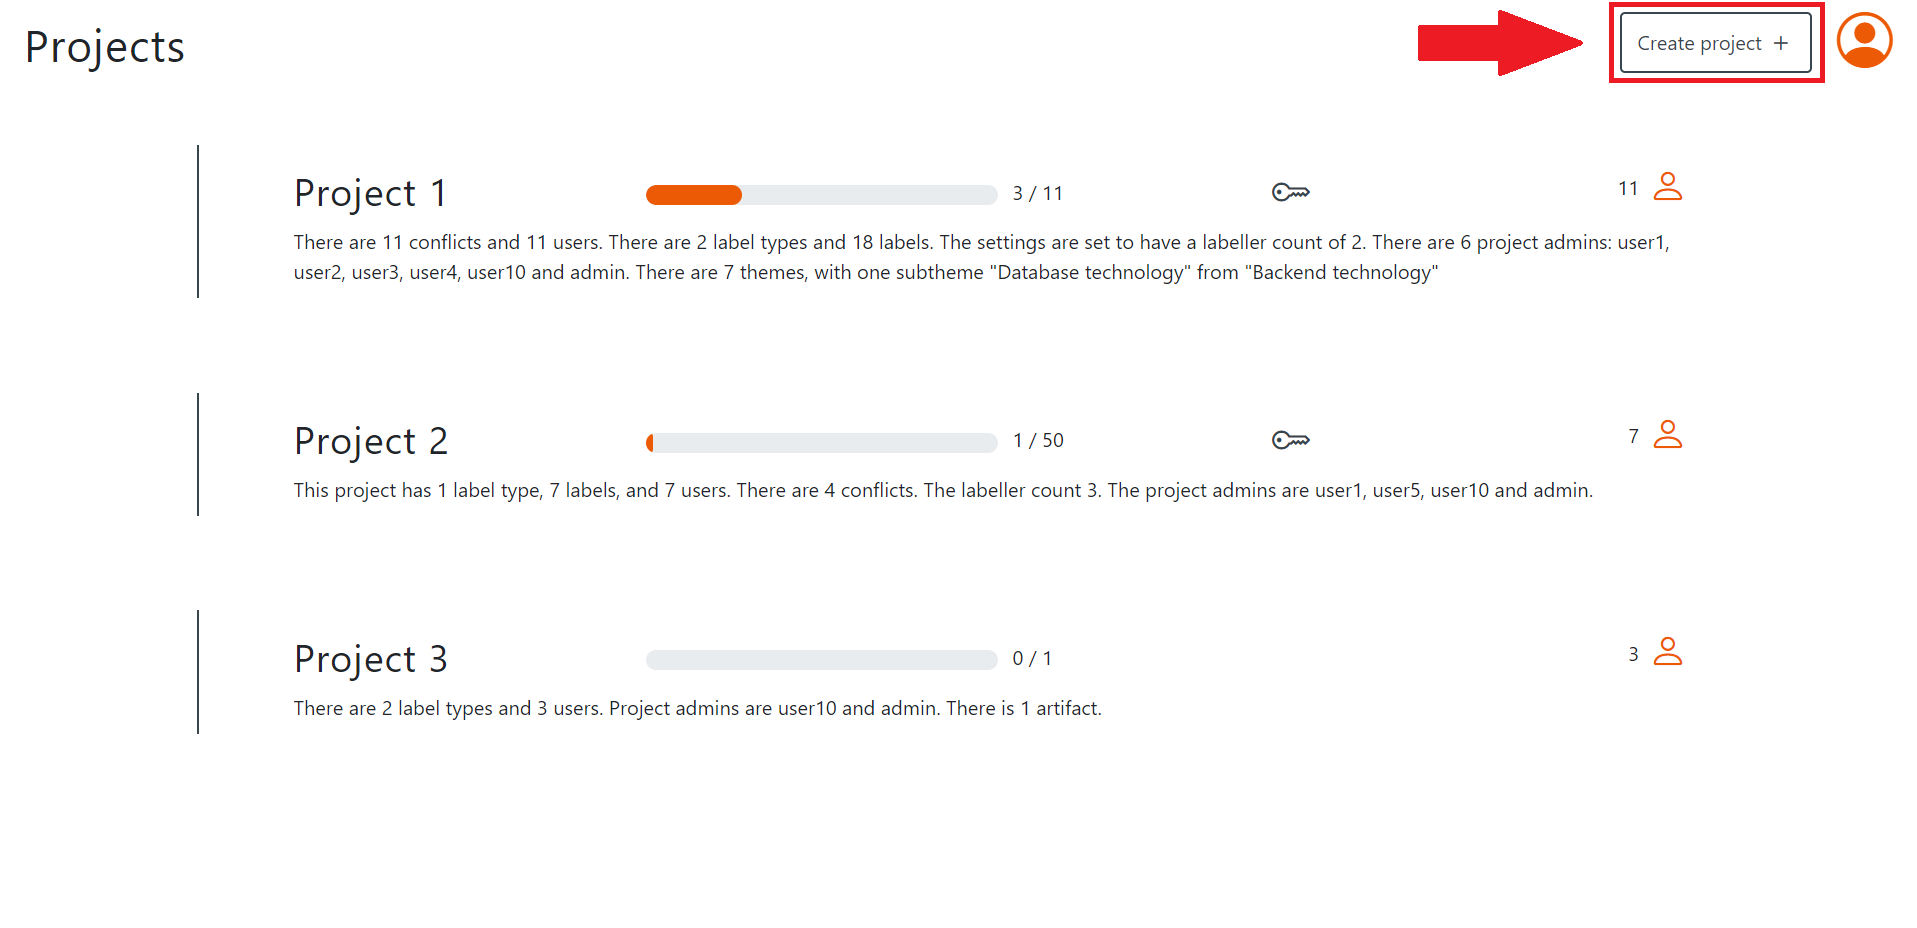 Projects
Create project +
Project 1
3 / 11
11
There are 11 conflicts and 11 users. There are 2 label types and 18 labels. The settings are set to have a labeller count of 2. There are 6 project admins: user1,
user2, user3, user4, user10 and admin. There are 7 themes, with one subtheme "Database technology" from "Backend technology"
Project 2
1 / 50
7
This project has 1 label type, 7 labels, and 7 users. There are 4 conflicts. The labeller count 3. The project admins are user1, user5, user10 and admin.
Project 3
0 / 1
3
There are 2 label types and 3 users. Project admins are user10 and admin. There is 1 artifact.